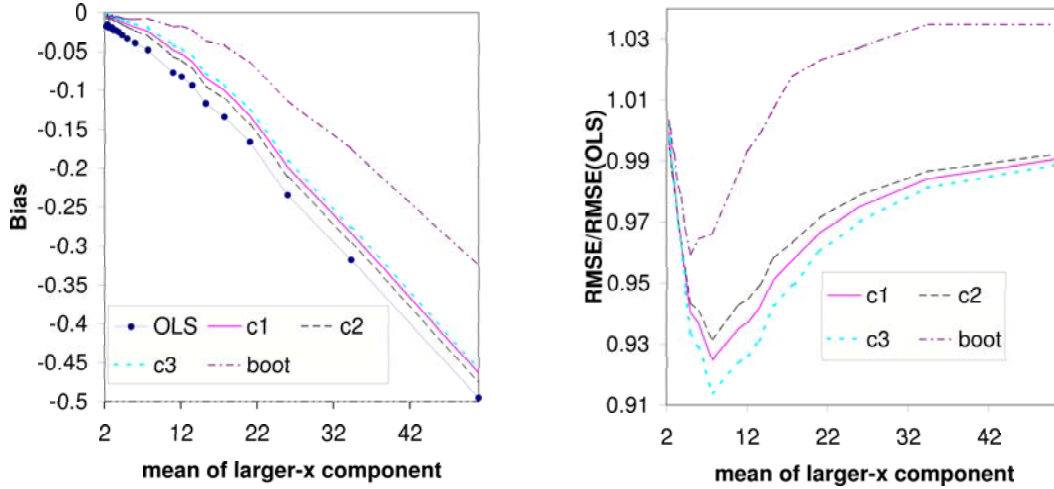 0
-0.05
-0.1
-0.15
-0.2
-0.25
-0.3
-0.35
-0.4
-0.45
-0.5
Bias
OLS c1 c2
c3 boot
2 12 22 32 42
mean of larger-x component
1.03
1.01
0.99
0.97
0.95
0.93
0.91
RMSE/RMSE(OLS)
c1 c2
c3 boot
2 12 22 32 42
mean of larger-x component